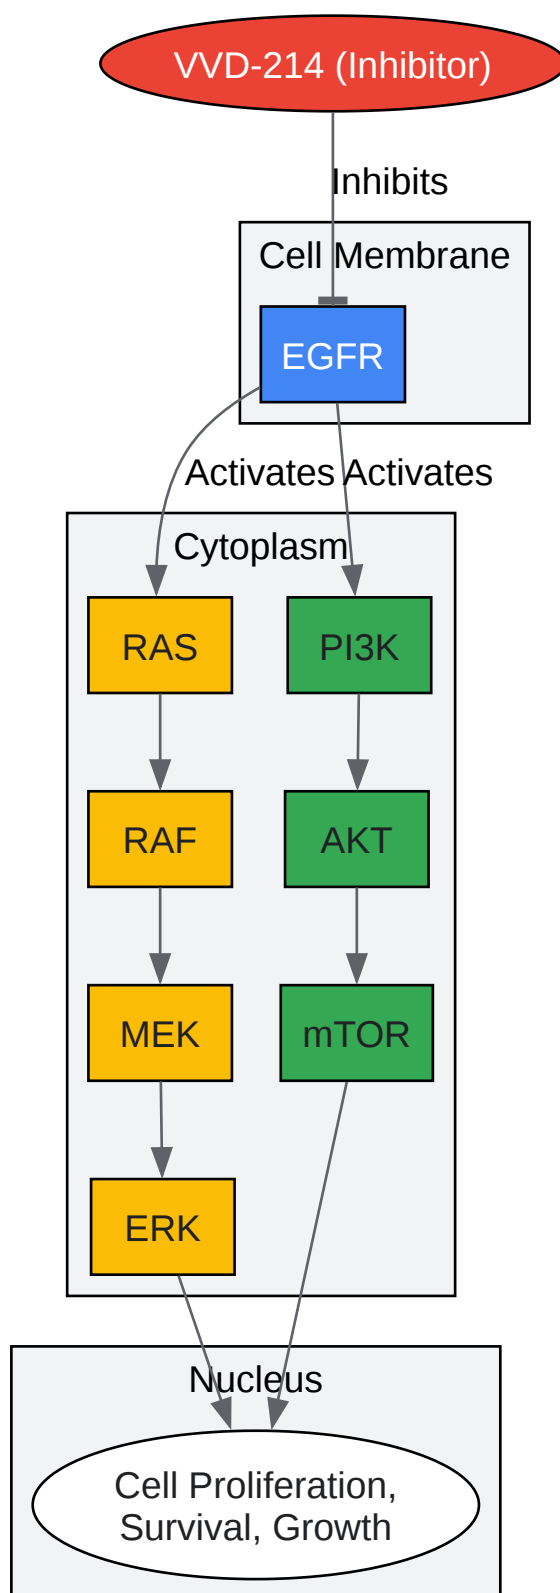 VVD-214 (Inhibitor)
Inhibits
Cell Membrane
EGFR
Activates Activates
Cytoplasm
RAS
PI3K
RAF
AKT
MEK
mTOR
ERK
Nucleus
Cell Proliferation,
Survival, Growth